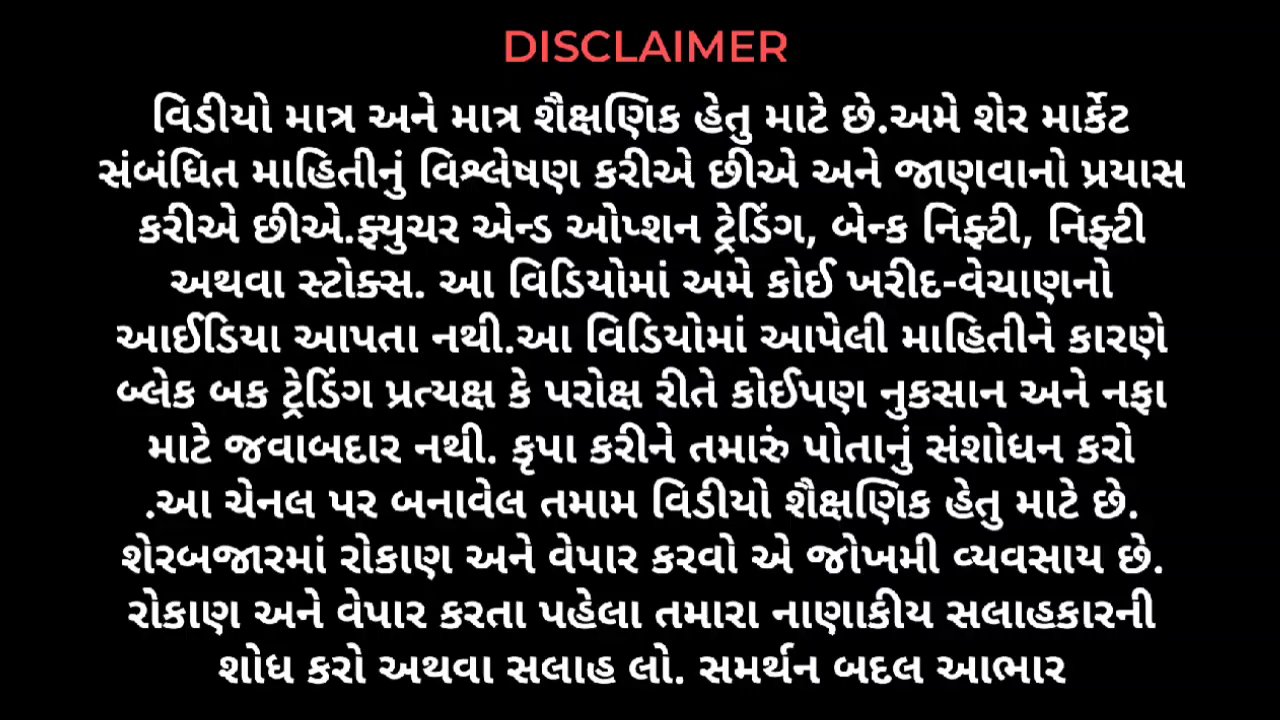 DISCLAIMER
વિડીયો માત્ર અને માત્ર શૈક્ષણિક હેતુ માટે છે.અમે શેર માર્કેટ
સંબંધિત માહિતીનું વિશ્લેષણ કરીએ છીએ અને જાણવાનો પ્રયાસ
કરીએ છીએ.ફ્યુચર એન્ડ ઓપ્શન ટ્રેડિંગ, બેન્ક નિફ્ટી, નિફ્ટી
અથવા સ્ટોક્સ. આ વિડિયોમાં અમે કોઈ ખરીદ-વેચાણનો
આઈડિયા આપતા નથી.આ વિડિયોમાં આપેલી માહિતીને કારણે
બ્લેક બક ટ્રેડિંગ પ્રત્યક્ષ કે પરોક્ષ રીતે કોઈપણ નુકસાન અને નફા
માટે જવાબદાર નથી. કૃપા કરીને તમારું પોતાનું સંશોધન કરો
.આ ચેનલ પર બનાવેલ તમામ વિડીયો શૈક્ષણિક હેતુ માટે છે.
શેરબજારમાં રોકાણ અને વેપાર કરવો એ જોખમી વ્યવસાય છે.
રોકાણ અને વેપાર કરતા પહેલા તમારા નાણાકીય સલાહકારની
શોધ કરો અથવા સલાહ લો. સમર્થન બદલ આભાર